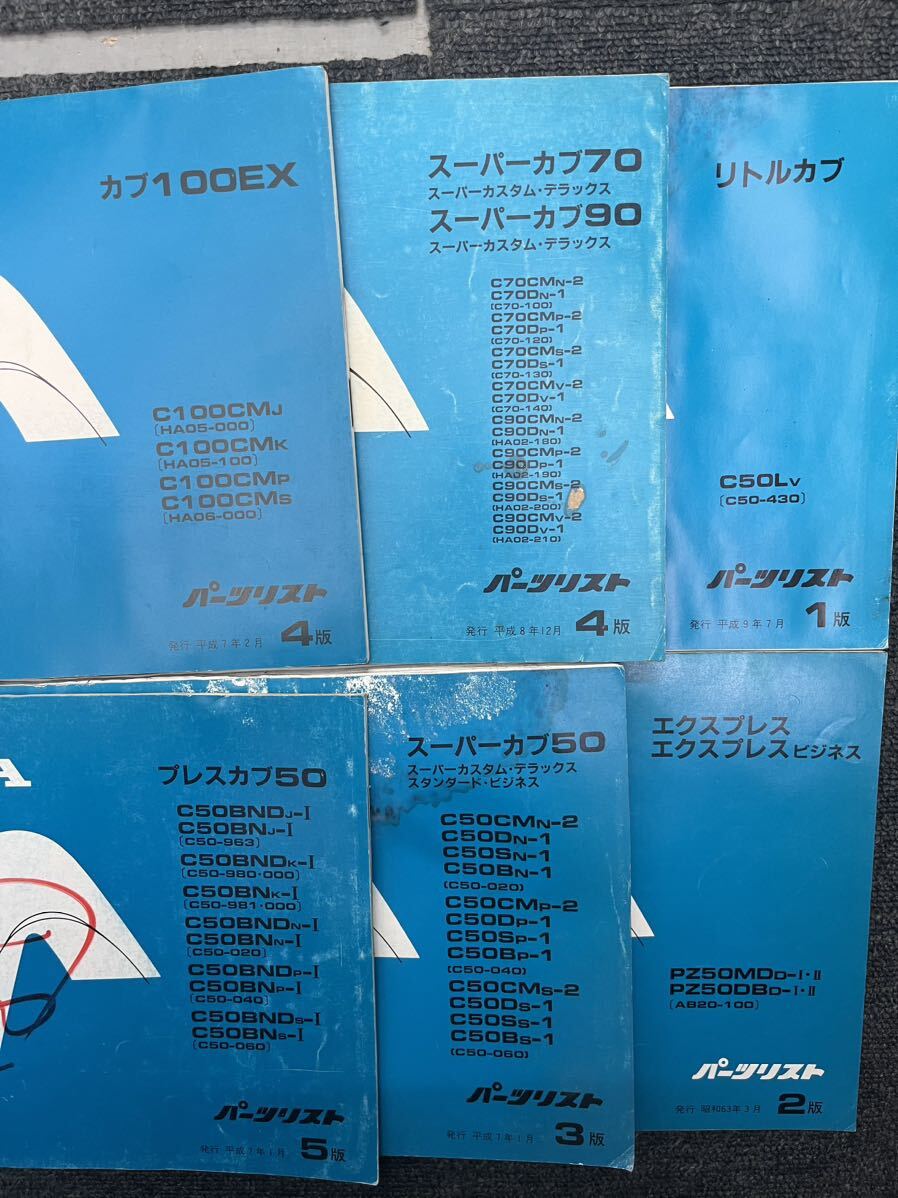 カブ100EX
C100CMJ
(HA05-000)
C100CMK
(HA05-100)
C100CMP
C100CMS
(HA06-000)
パーツリスト
発行 平成7年2月 4版
スーパーカブ70
スーパーカスタム・デラックス
スーパーカブ90
スーパーカスタム・デラックス
C70CMN-2
C70DN-1
(C70-100)
C70CMP-2
C70DP-1
(C70-120)
C70CMS-2
C70DS-1
(C70-130)
C70CMV-2
C70DV-1
(C70-140)
C90CMN-2
C90DN-1
(HA02-180)
C90CMP-2
C90DP-1
(HA02-190)
C90CMS-2
C90DS-1
(HA02-200)
C90CMV-2
C90DV-1
(HA02-210)
パーツリスト
発行 平成8年12月 4版
リトルカブ
C50LV
(C50-430)
パーツリスト
発行 平成9年7月 1版
A
プレスカブ50
C50BNDJ-I
C50BNJ-I
(C50-963)
C50BNDK-I
(C50-980・000)
C50BNK-I
(C50-981・000)
C50BNDN-I
C50BNN-I
(C50-020)
C50BNDP-I
C50BNP-I
(C50-040)
C50BNDS-I
C50BNS-I
(C50-060)
パーツリスト
発行 平成7年1月 5版
スーパーカブ50
スーパーカスタム・デラックス
スタンダード・ビジネス
C50CMN-2
C50DN-1
C50SN-1
C50BN-1
(C50-020)
C50CMP-2
C50DP-1
C50SP-1
C50BP-1
(C50-040)
C50CMS-2
C50DS-1
C50SS-1
C50BS-1
(C50-060)
パーツリスト
発行 平成7年1月 3版
エクスプレス
エクスプレスビジネス
PZ50MDD-I・II
PZ50DBD-I・II
(AB20-100)
パーツリスト
発行 昭和63年3月 2版